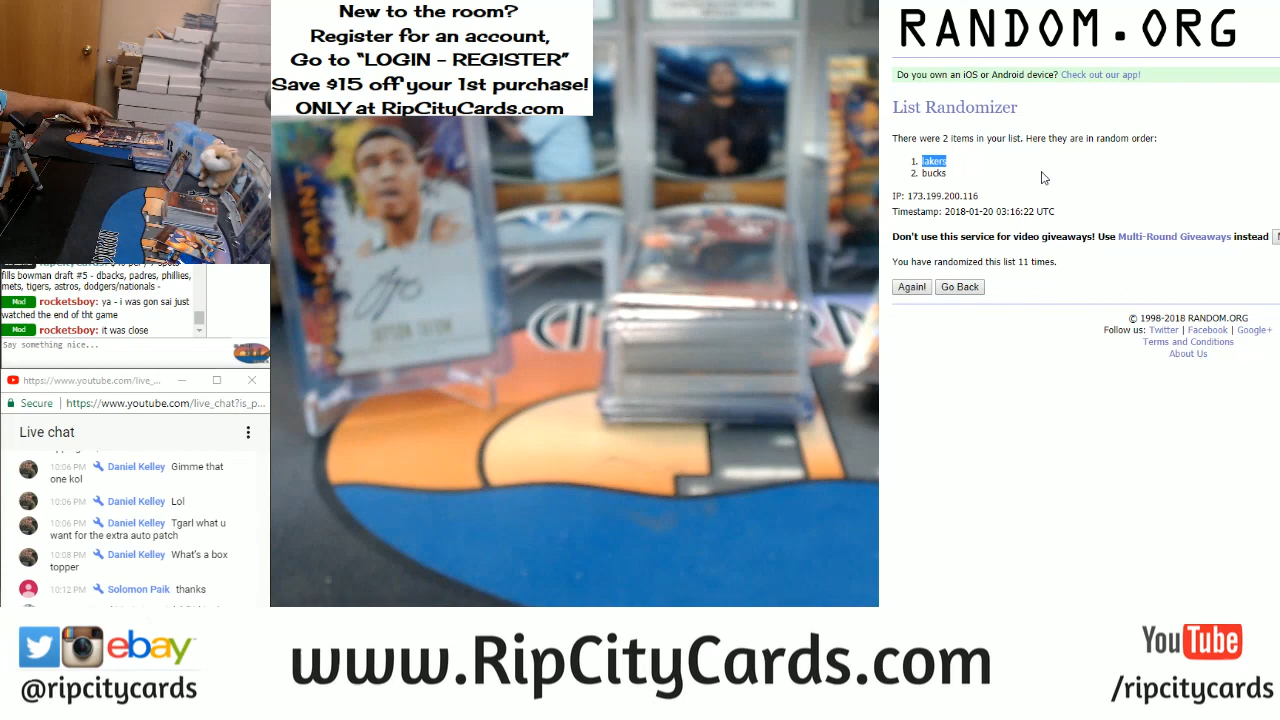 New to the room?
Register for an account,
Go to “LOGIN - REGISTER”
Save $15 off your 1st purchase!
ONLY at RipCityCards.com
RANDOM.ORG
Do you own an iOS or Android device? Check out our app!
List Randomizer
There were 2 items in your list. Here they are in random order:
1. lakers
2. bucks
IP: 173.199.200.116
Timestamp: 2018-01-20 03:16:22 UTC
Don't use this service for video giveaways! Use Multi-Round Giveaways instead
You have randomized this list 11 times.
Again! Go Back
© 1998-2018 RANDOM.ORG
Follow us: Twitter | Facebook | Google+
Terms and Conditions
About Us
fills bowman draft #5 - dbacks, padres, phillies,
mets, tigers, astros, dodgers/nationals -
Mod rocketsboy: ya - i was gon sai just
watched the end of tht game
Mod rocketsboy: it was close
Say something nice...
https://www.youtube.com/live_...
Secure https://www.youtube.com/live_chat?is_p...
Live chat
10:06 PM Daniel Kelley Gimme that
one kol
10:06 PM Daniel Kelley Lol
10:06 PM Daniel Kelley Tgarl what u
want for the extra auto patch
10:08 PM Daniel Kelley What's a box
topper
10:12 PM Solomon Paik thanks
ebay
@ripcitycards
www.RipCityCards.com
YouTube
/ripcitycards